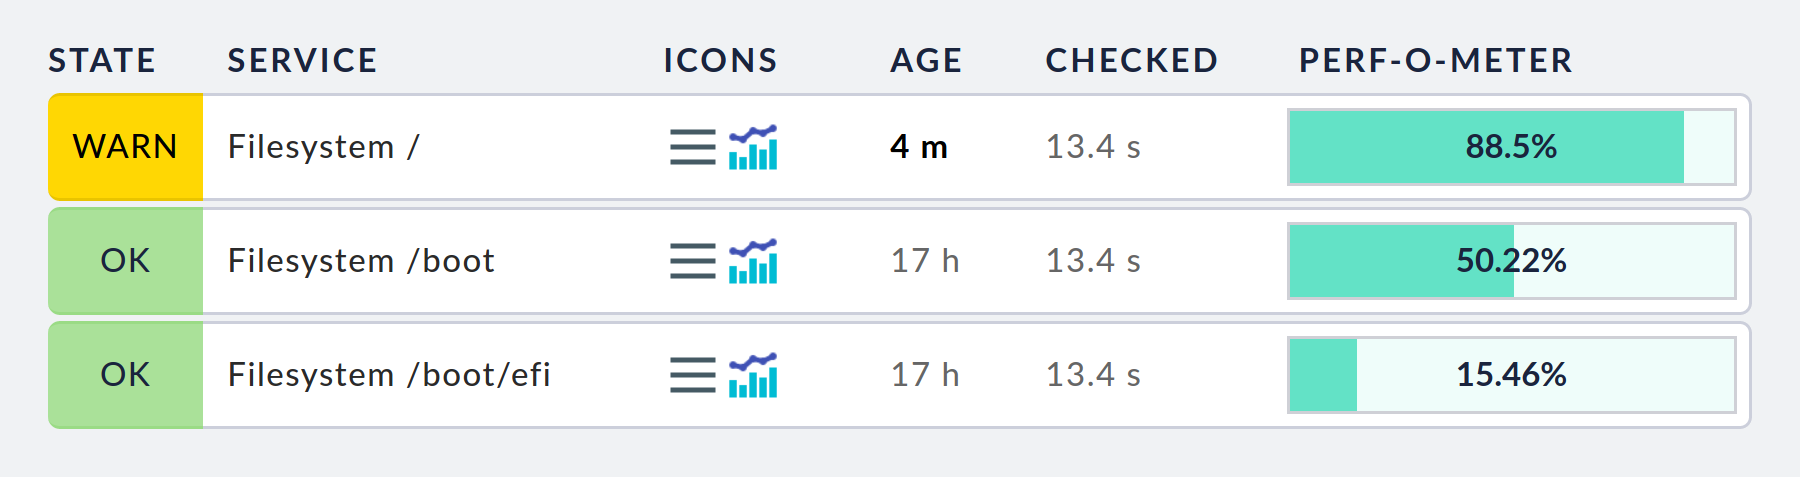 STATE SERVICE ICONS AGE CHECKED PERF-O-METER
WARN Filesystem / 4 m 13.4 s 88.5%
OK Filesystem /boot 17 h 13.4 s 50.22%
OK Filesystem /boot/efi 17 h 13.4 s 15.46%